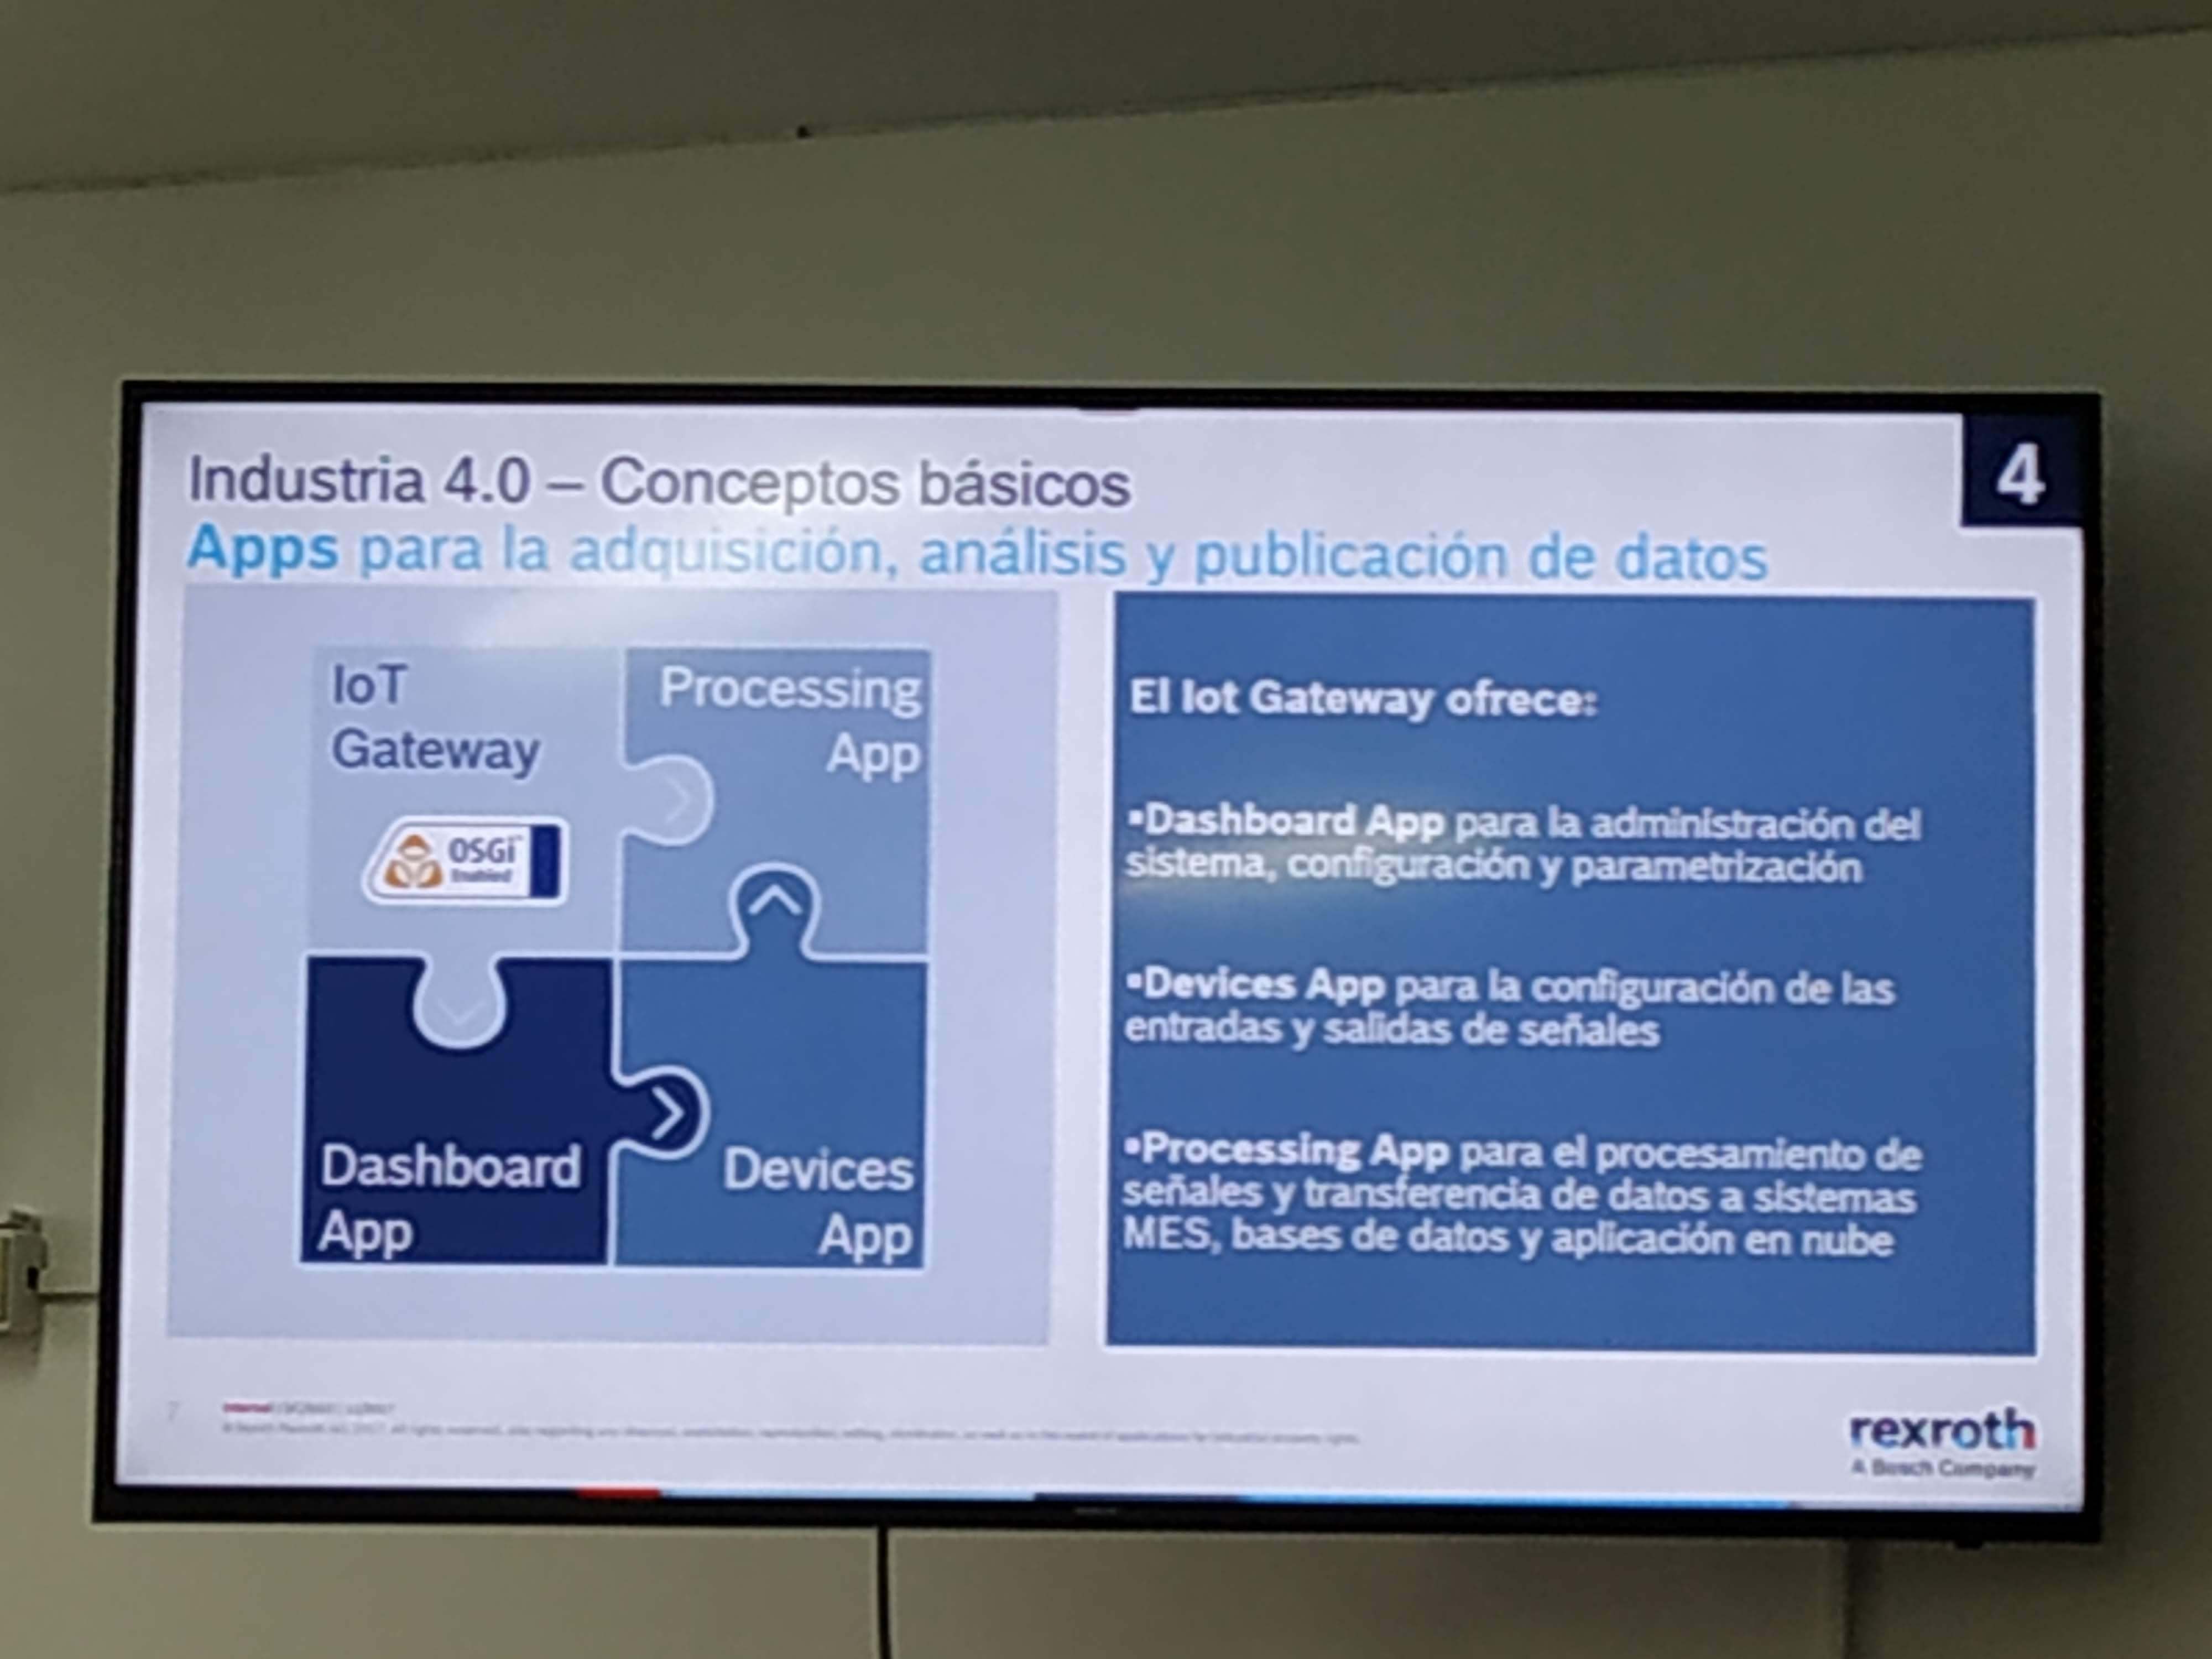 Industria 4.0 – Conceptos básicos
4
Apps para la adquisición, análisis y publicación de datos
IoT
Gateway
OSGi
Enabled
Processing
App
Dashboard
App
Devices
App
El Iot Gateway ofrece:
▪Dashboard App para la administración del
sistema, configuración y parametrización
▪Devices App para la configuración de las
entradas y salidas de señales
▪Processing App para el procesamiento de
señales y transferencia de datos a sistemas
MES, bases de datos y aplicación en nube
7
rexroth
A Bosch Company